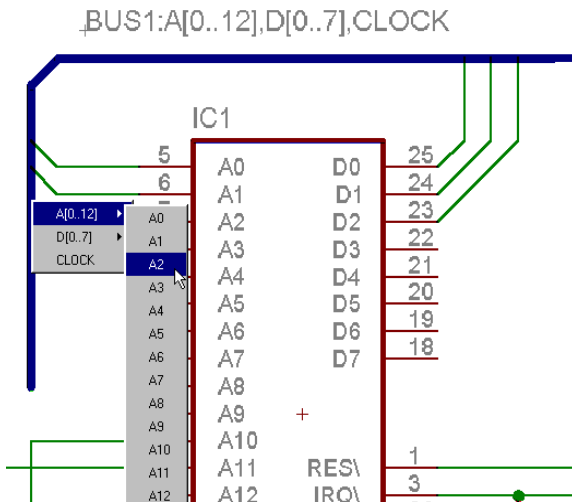 BUS1:A[0..12],D[0..7],CLOCK
IC1
5 A0 D0 25
6 A1 D1 24
A2 D2 23
A3 D3 22
A4 D4 21
A5 D5 20
A6 D6 19
A7 D7 18
A8
A9
A10
A11 RES\ 1
A12 IRQ\ 3
A[0..12]
D[0..7]
CLOCK
A0
A1
A2
A3
A4
A5
A6
A7
A8
A9
A10
A11
A12